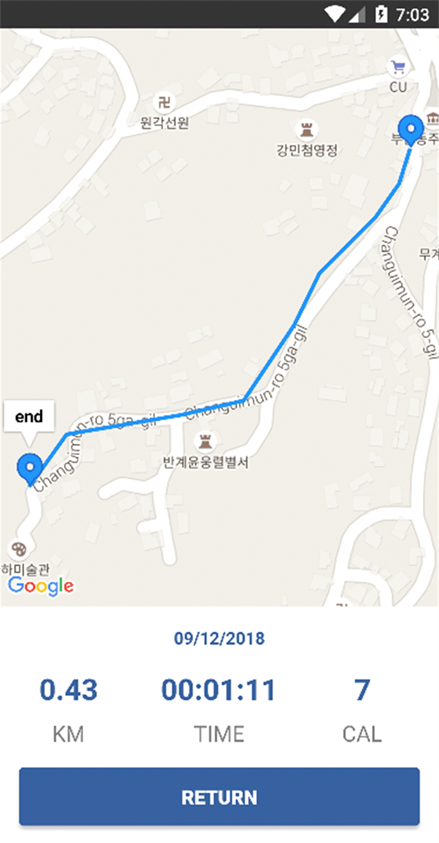 7:03
CU
원각선원
강민첨영정
Changuimun-ro 5-gil
Changuimun-ro 5ga-gil
end
Changuimun-ro 5ga-gil
반계윤웅렬별서
하미술관
Google
09/12/2018
0.43
00:01:11
7
KM
TIME
CAL
RETURN